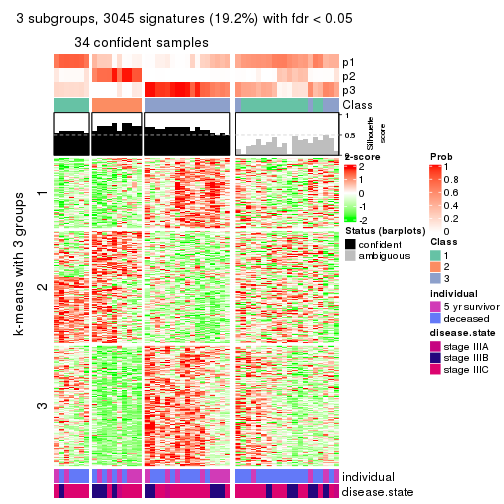 3 subgroups, 3045 signatures (19.2%) with fdr < 0.05
34 confident samples
p1
p2
p3
Class
1
0.5
0
Silhouette
score
k-means with 3 groups
1
2
3
z-score
2
1
0
-1
-2
Status (barplots)
confident
ambiguous
Prob
1
0.8
0.6
0.4
0.2
0
Class
1
2
3
individual
5 yr survivor
deceased
disease.state
stage IIIA
stage IIIB
stage IIIC
individual
disease.state